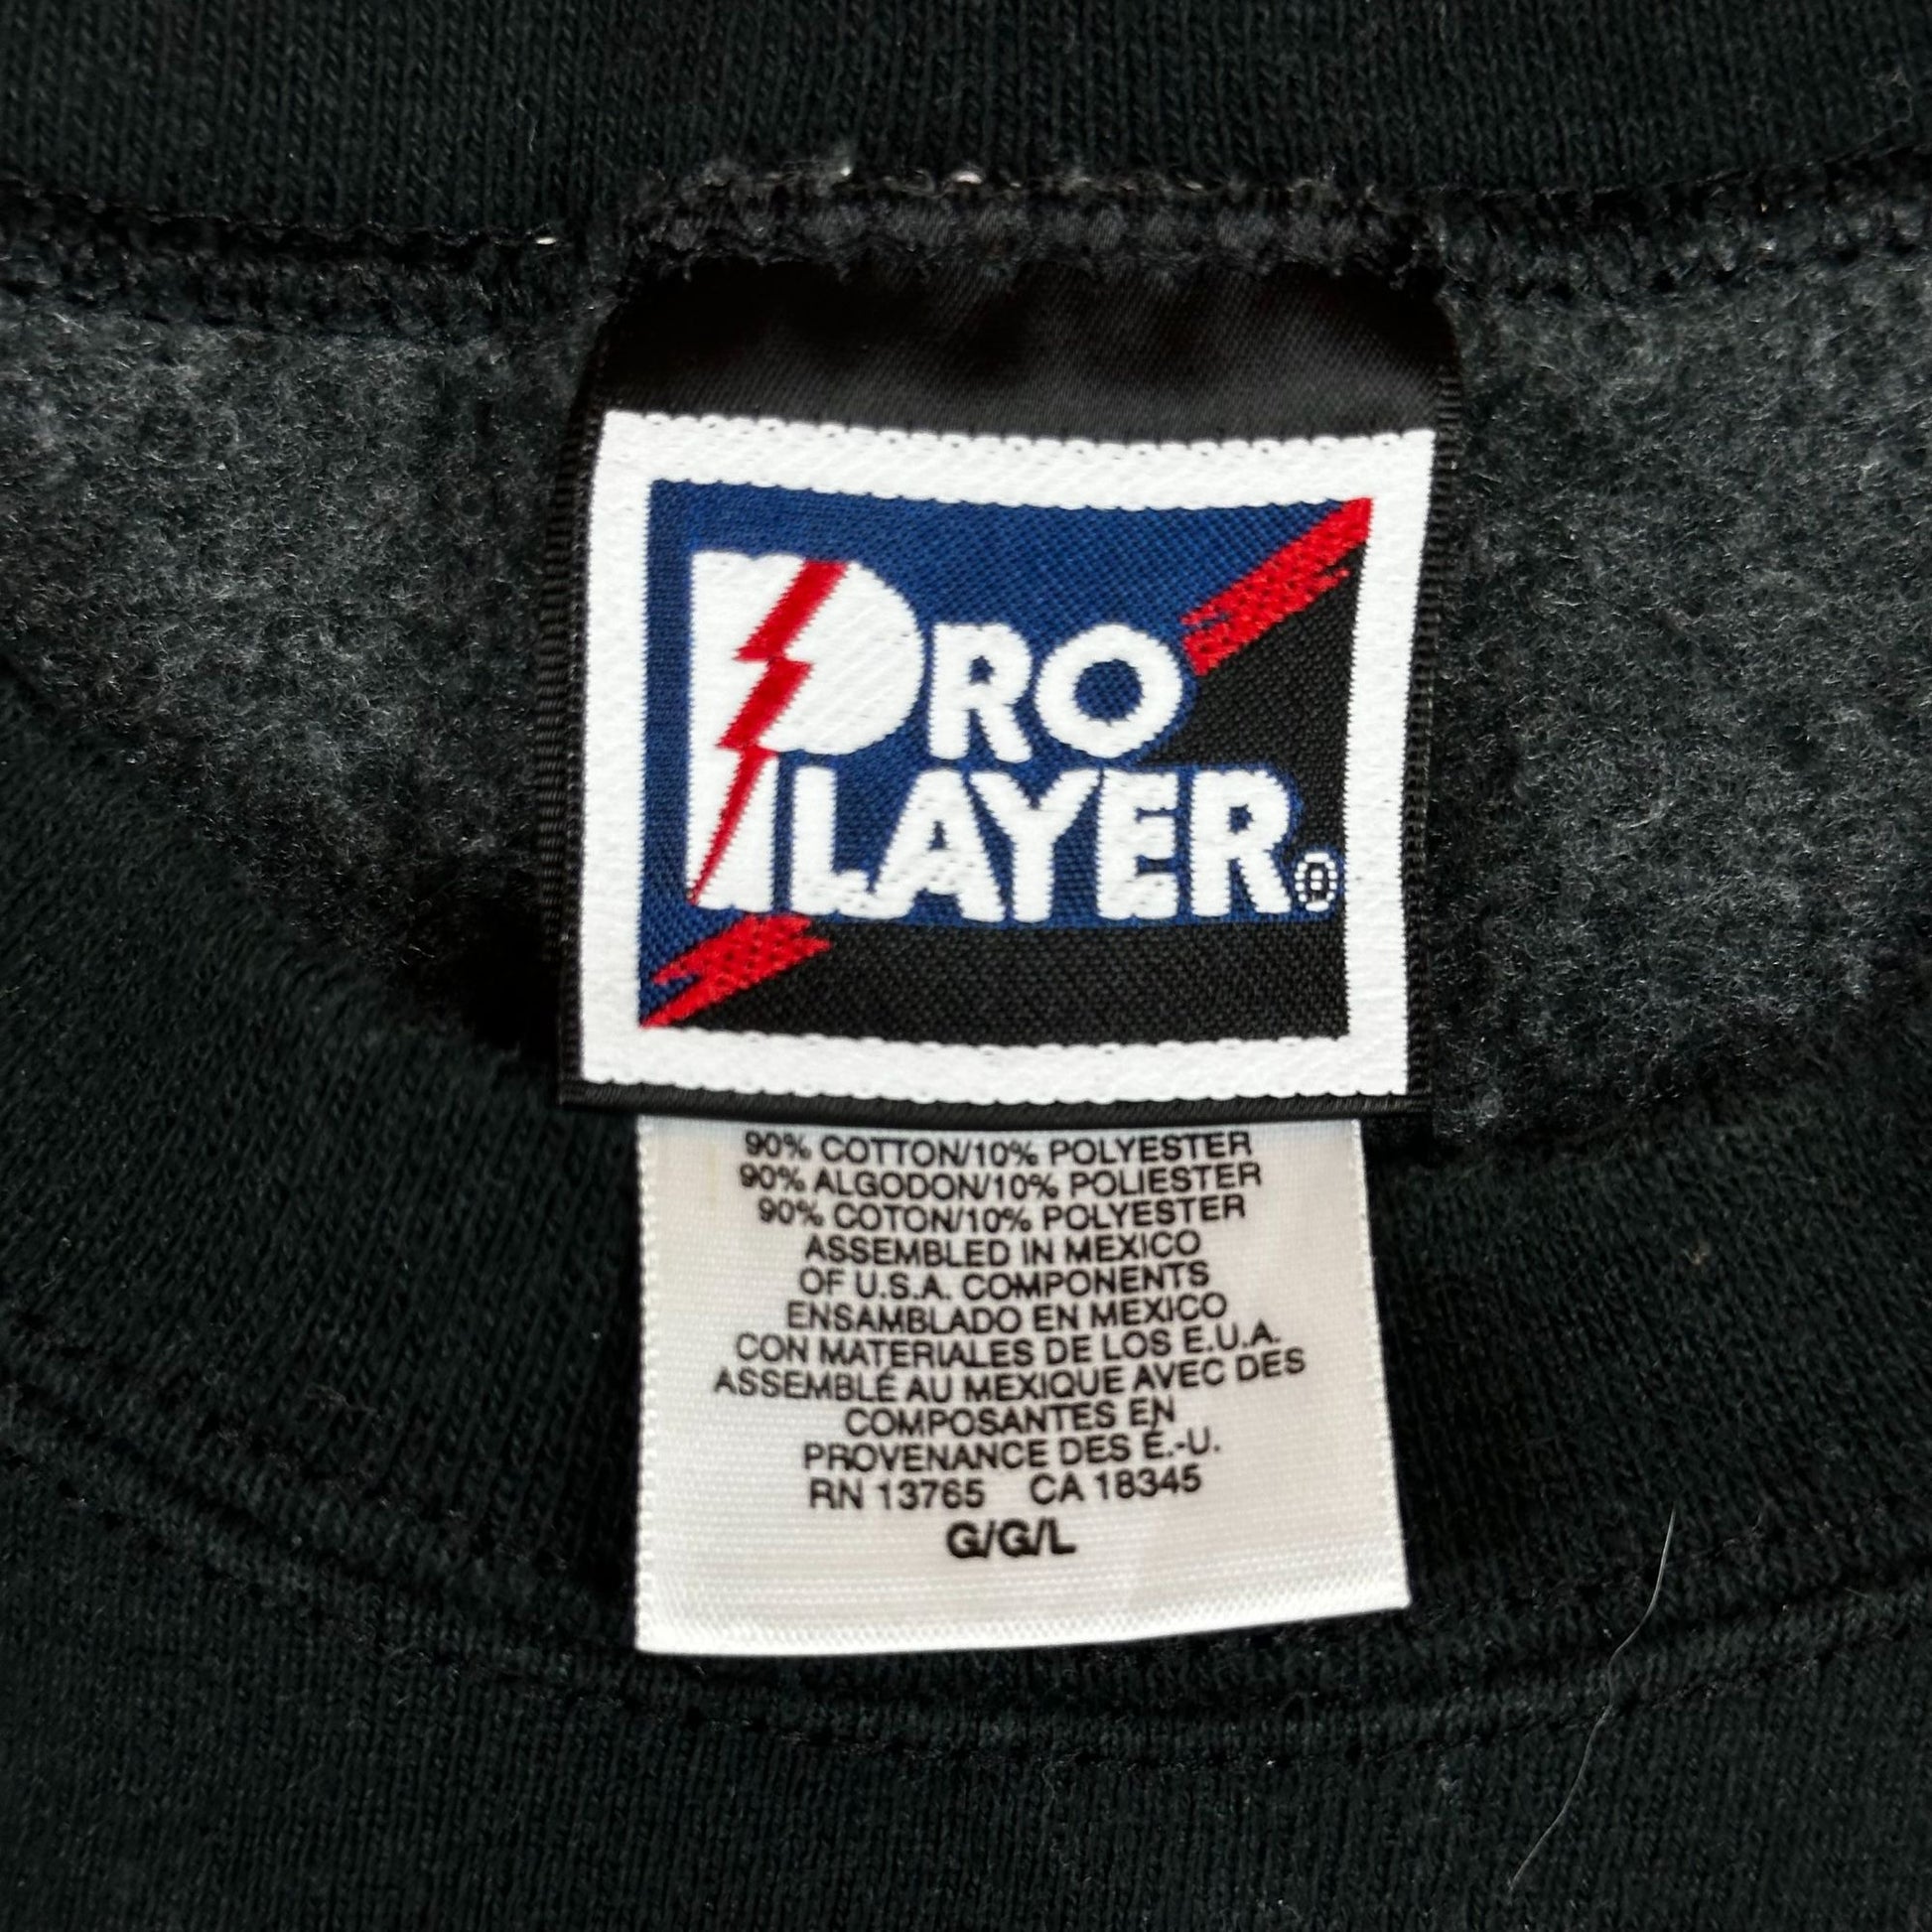 PRO
PLAYER®
90% COTTON/10% POLYESTER
90% ALGODON/10% POLIESTER
90% COTON/10% POLYESTER
ASSEMBLED IN MEXICO
OF U.S.A. COMPONENTS
ENSAMBLADO EN MEXICO
CON MATERIALES DE LOS E.U.A.
ASSEMBLÉ AU MEXIQUE AVEC DES
COMPOSANTES EN
PROVENANCE DES É.-U.
RN 13765 CA 18345
G/G/L